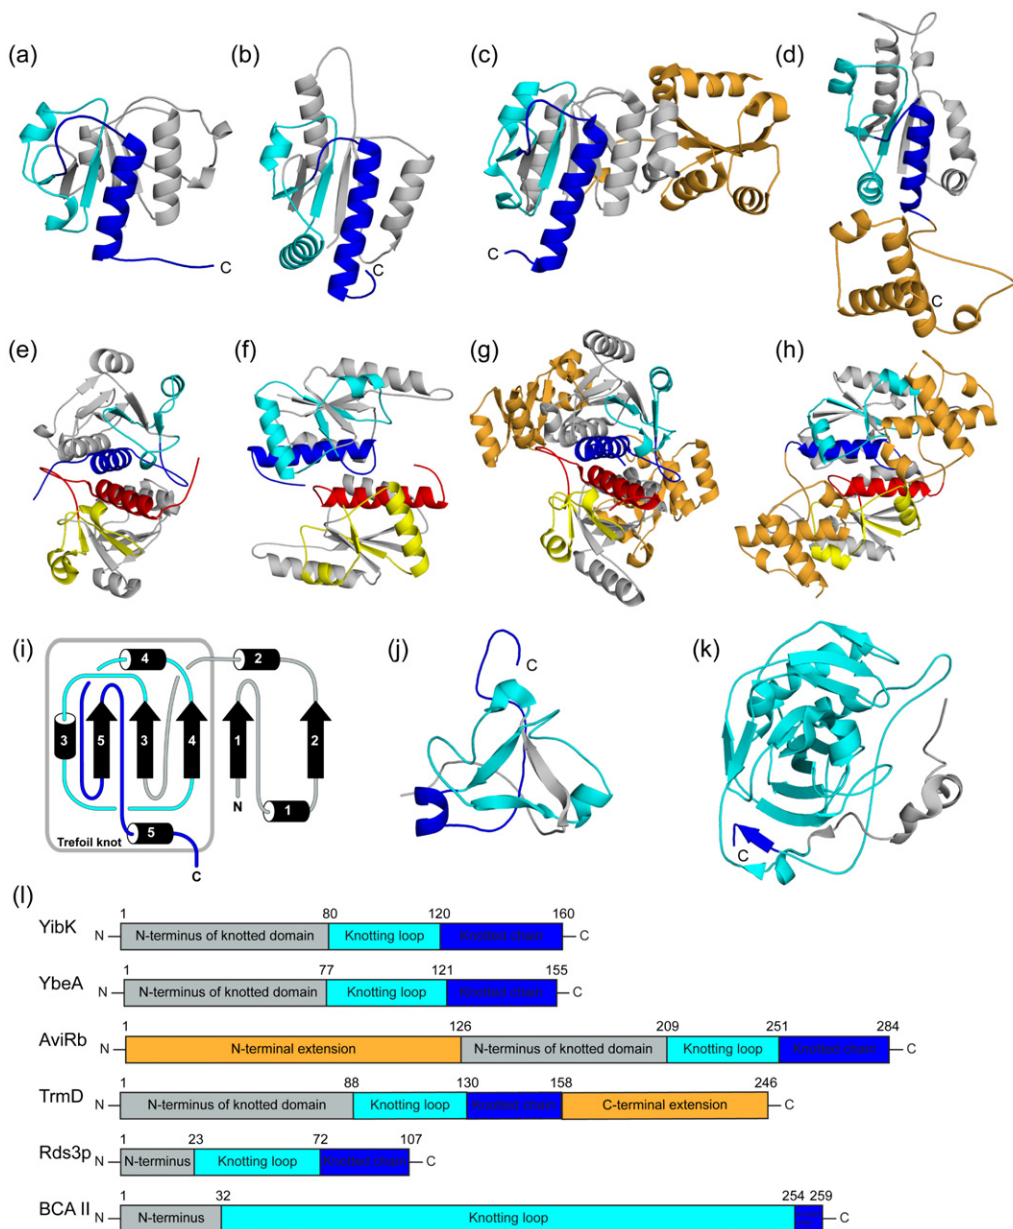 (a)
(b)
(c)
(d)
C
C
C
C
(e)
(f)
(g)
(h)
(i)
(j)
(k)
4
2
3
5
3
4
1
2
N
1
5
Trefoil knot
C
C
C
(l)
1 80 120 160
YibK N N-terminus of knotted domain Knotting loop Knotted chain C
1 77 121 155
YbeA N N-terminus of knotted domain Knotting loop Knotted chain C
1 126 209 251 284
AviRb N N-terminal extension N-terminus of knotted domain Knotting loop Knotted chain C
1 88 130 158 246
TrmD N N-terminus of knotted domain Knotting loop Knotted chain C-terminal extension C
1 23 72 107
Rds3p N N-terminus Knotting loop Knotted chain C
1 32 254 259
BCA II N N-terminus Knotting loop C